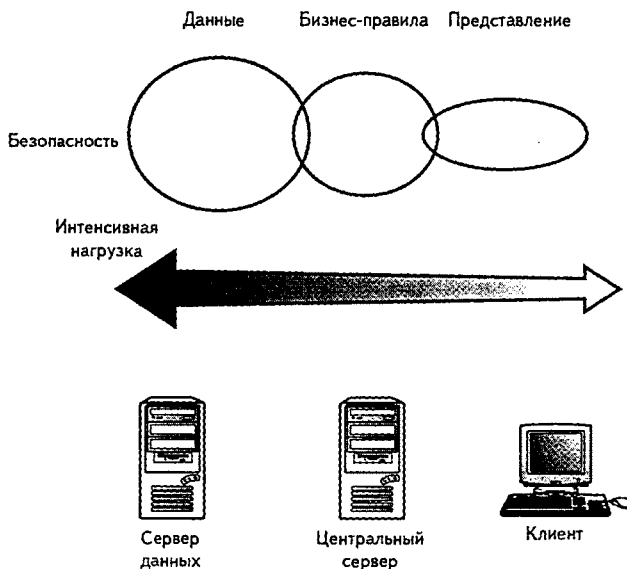 Данные
Бизнес-правила
Представление
Безопасность
Интенсивная
нагрузка
Сервер
данных
Центральный
сервер
Клиент